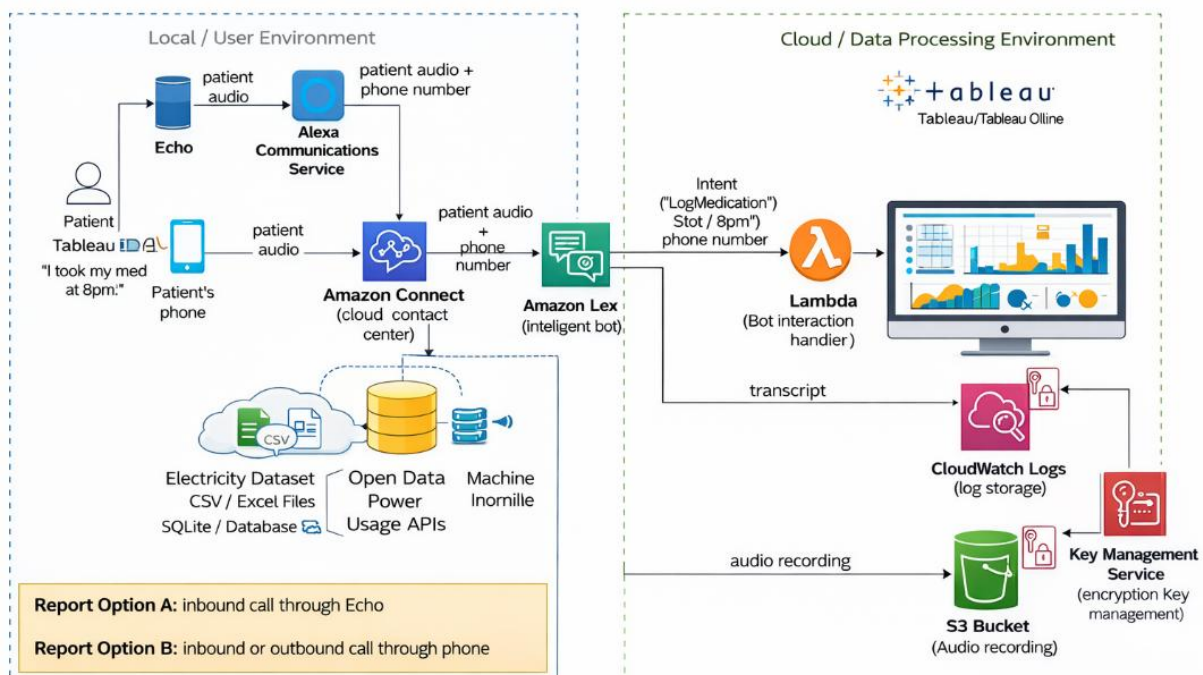 Local / User Environment
Cloud / Data Processing Environment
patient
audio
patient audio +
phone number
Echo
Alexa
Communications
Service
+ableau
Tableau/Tableau Olline
Patient
Tableau
"I took my med
at 8pm:"
Patient's
phone
patient
audio
Amazon Connect
(cloud contact
center)
patient audio
+
phone
number
Amazon Lex
(inteligent bot)
Intent
("LogMedication")
Stot / 8pm")
phone number
Lambda
(Bot interaction
handier)
transcript
CloudWatch Logs
(log storage)
CSV
Electricity Dataset
CSV / Excel Files
SQLite / Database
Open Data
Power
Usage APIs
Machine
Inornille
audio recording
S3 Bucket
(Audio recording)
Key Management
Service
(encryption Key
management)
Report Option A: inbound call through Echo
Report Option B: inbound or outbound call through phone